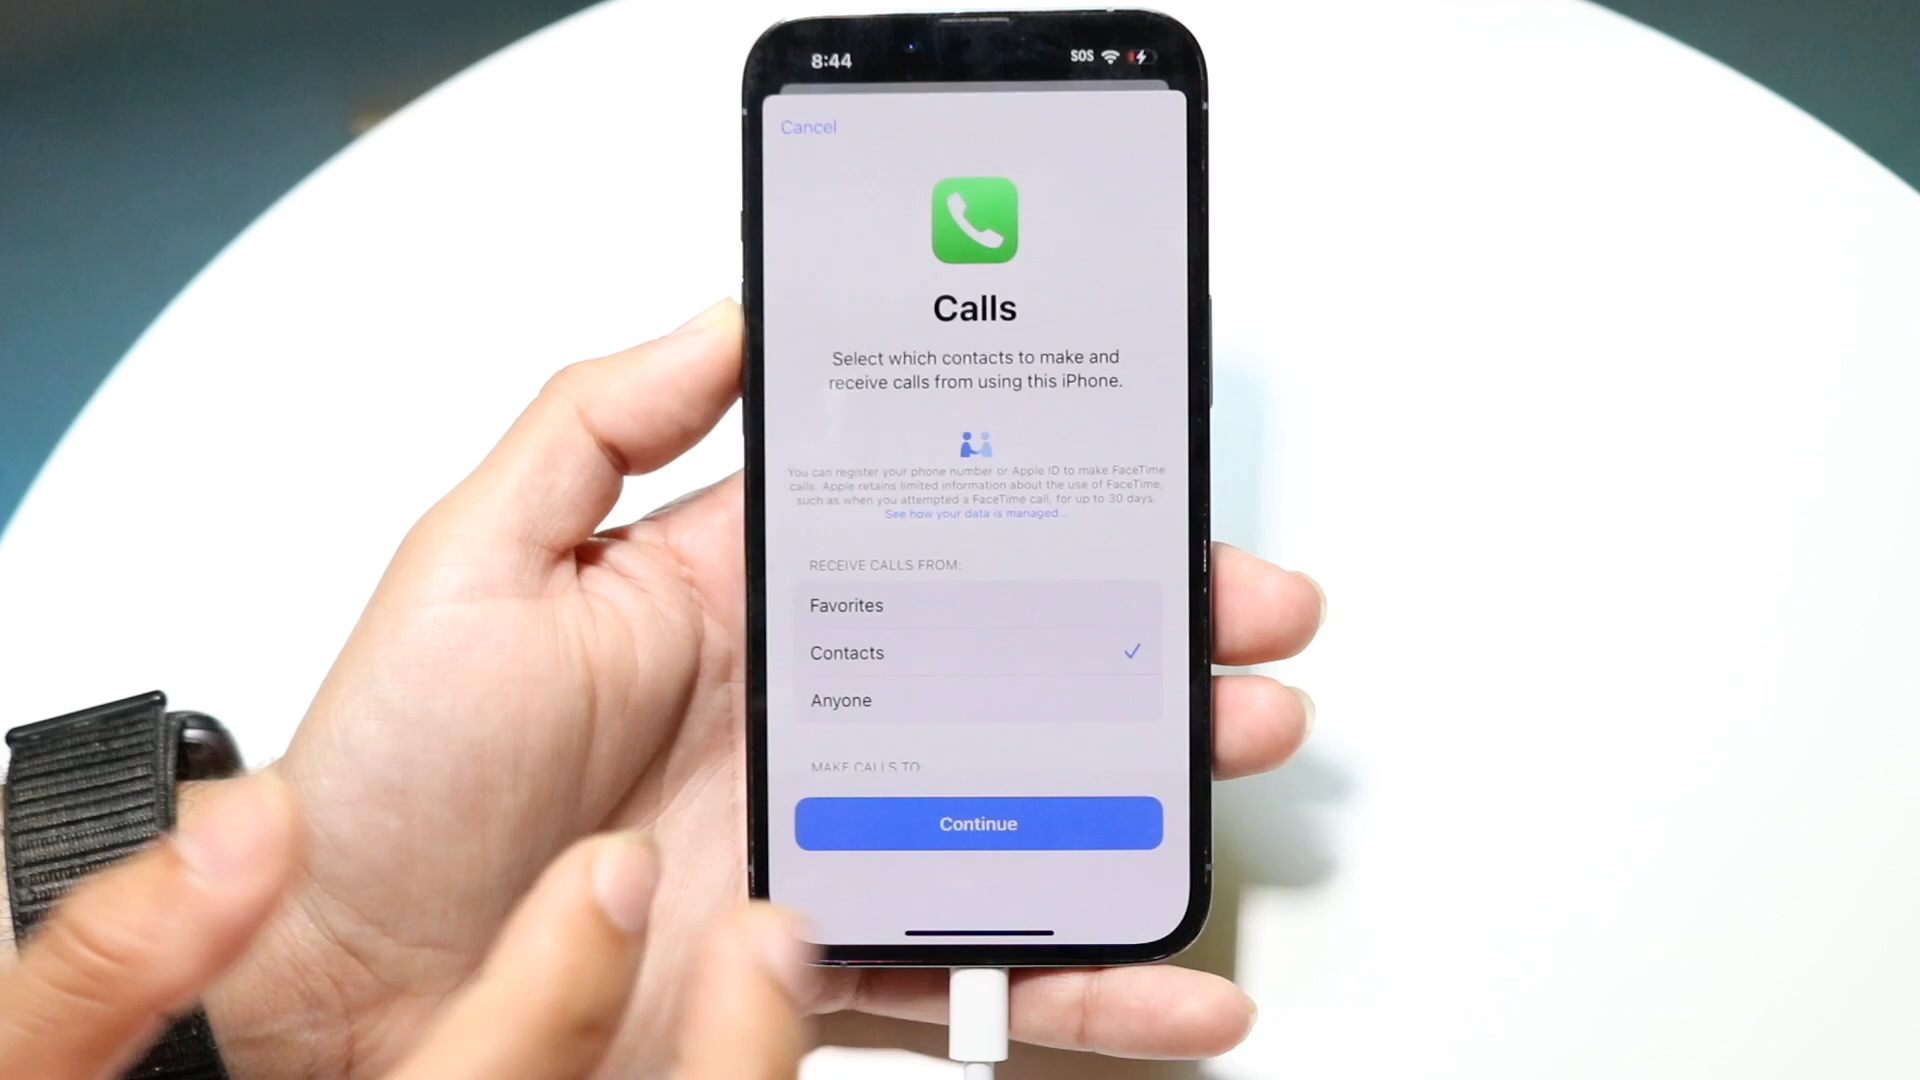 8:44
SOS
Cancel
Calls
Select which contacts to make and
receive calls from using this iPhone.
You can register your phone number or Apple ID to make FaceTime
calls. Apple retains limited information about the use of FaceTime,
such as when you attempted a FaceTime call, for up to 30 days.
See how your data is managed...
RECEIVE CALLS FROM:
Favorites
Contacts
Anyone
MAKE CALLS TO:
Continue